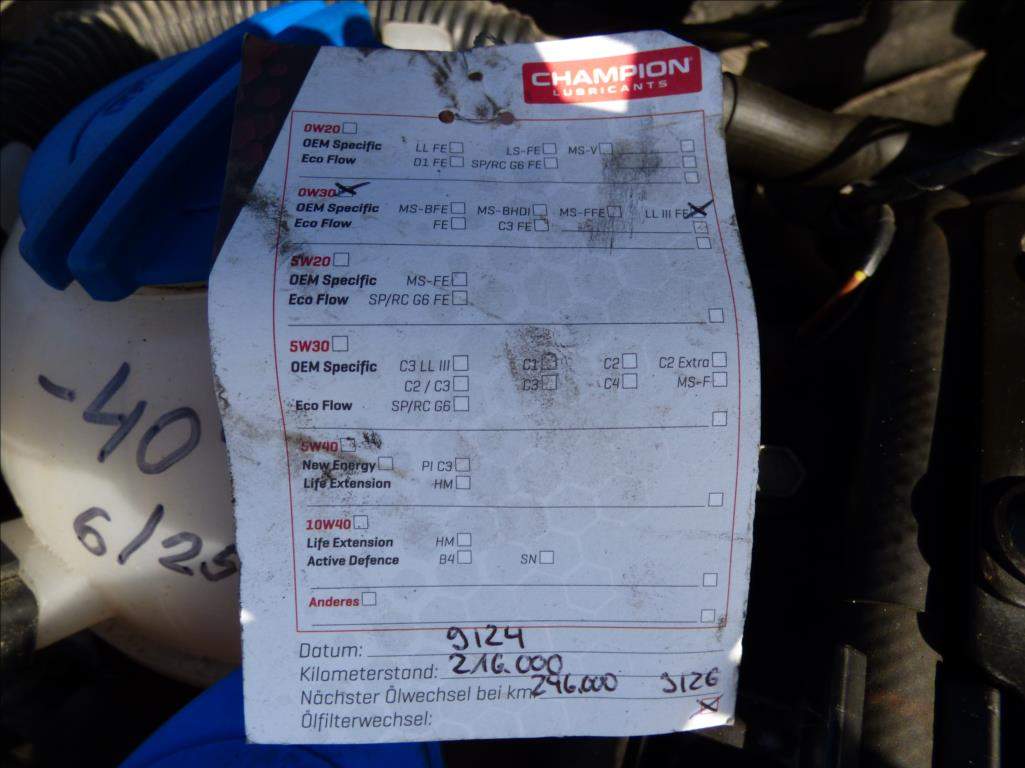 CHAMPION
LUBRICANTS
0W20
OEM Specific LL FE LS-FE MS-V
Eco Flow D1 FE SP/RC G6 FE
0W30
OEM Specific MS-BFE MS-BHDI MS-FFE LL III FE
Eco Flow FE C3 FE
5W20
OEM Specific MS-FE
Eco Flow SP/RC G6 FE
5W30
OEM Specific C3 LL III C1 C2 C2 Extra
C2 / C3 C3 C4 MS-F
Eco Flow SP/RC G6
5W40
New Energy PI C3
Life Extension HM
10W40
Life Extension HM
Active Defence B4 SN
Anderes
Datum: 9/24
Kilometerstand: 216.000
Nächster Ölwechsel bei km: 246.000 9/26
Ölfilterwechsel:
-40°
6/25